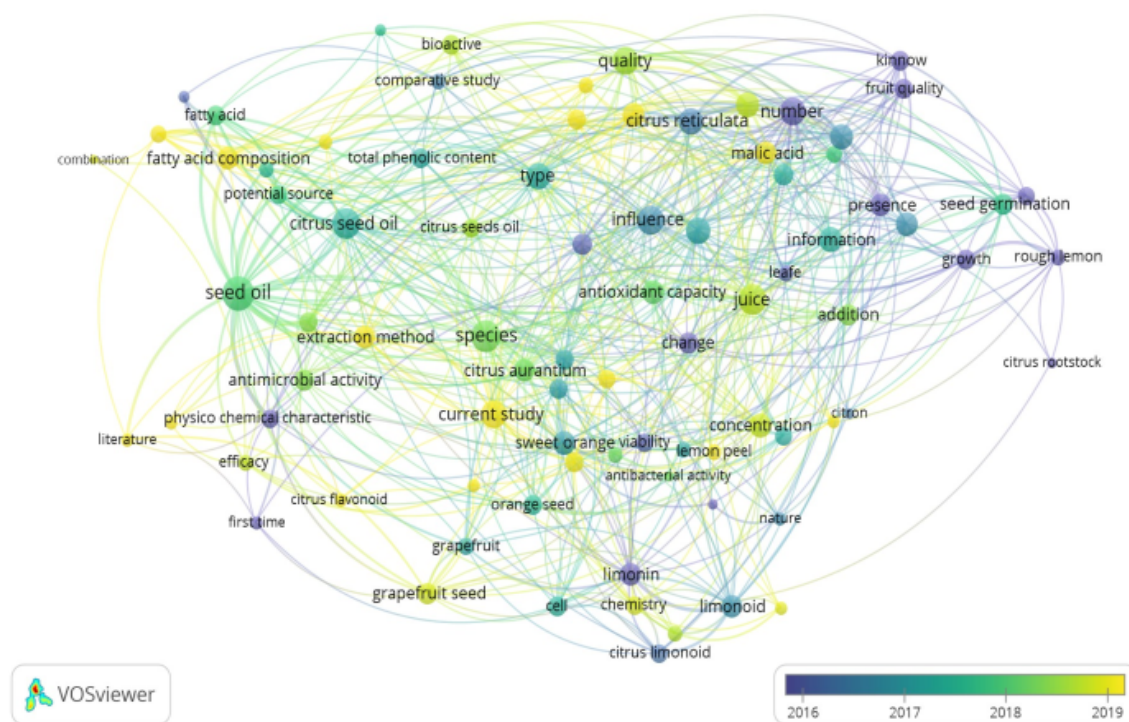 bioactive
quality
kinnow
comparative study
fruit quality
fatty acid
number
citrus reticulata
malic acid
combination
fatty acid composition
total phenolic content
type
potential source
presence
seed germination
citrus seed oil
citrus seeds oil
influence
information
growth
rough lemon
leafe
seed oil
antioxidant capacity
juice
addition
extraction method
species
change
citrus rootstock
citrus aurantium
antimicrobial activity
physico chemical characteristic
current study
citron
concentration
literature
sweet orange
viability
lemon peel
efficacy
antibacterial activity
citrus flavonoid
orange seed
first time
nature
grapefruit
limonin
grapefruit seed
cell
chemistry
limonoid
citrus limonoid
VOSviewer
2016 2017 2018 2019